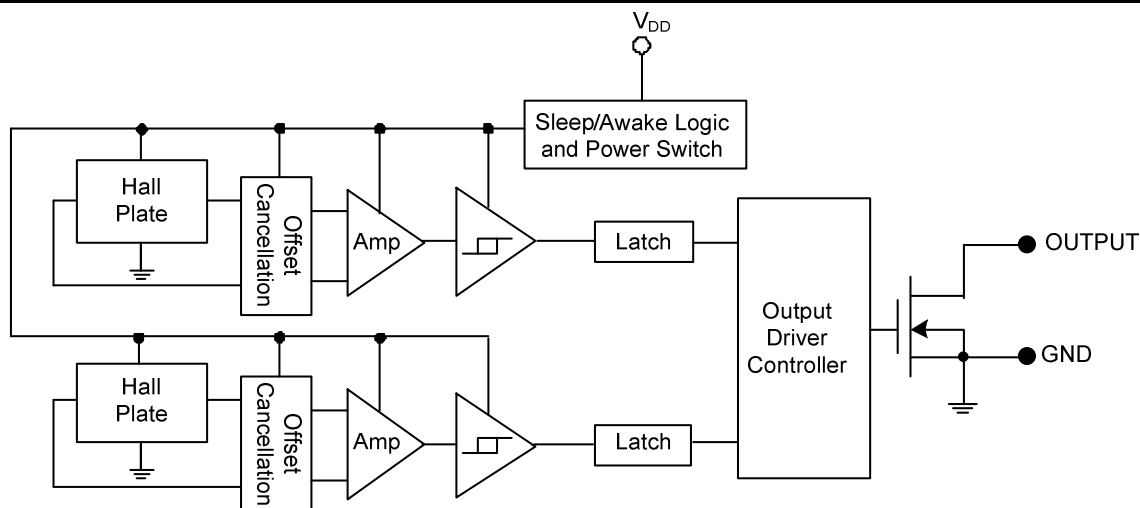 VDD
Sleep/Awake Logic
and Power Switch
Hall
Plate
Offset
Cancellation
Amp
Latch
OUTPUT
Output
Driver
Controller
GND
Hall
Plate
Offset
Cancellation
Amp
Latch